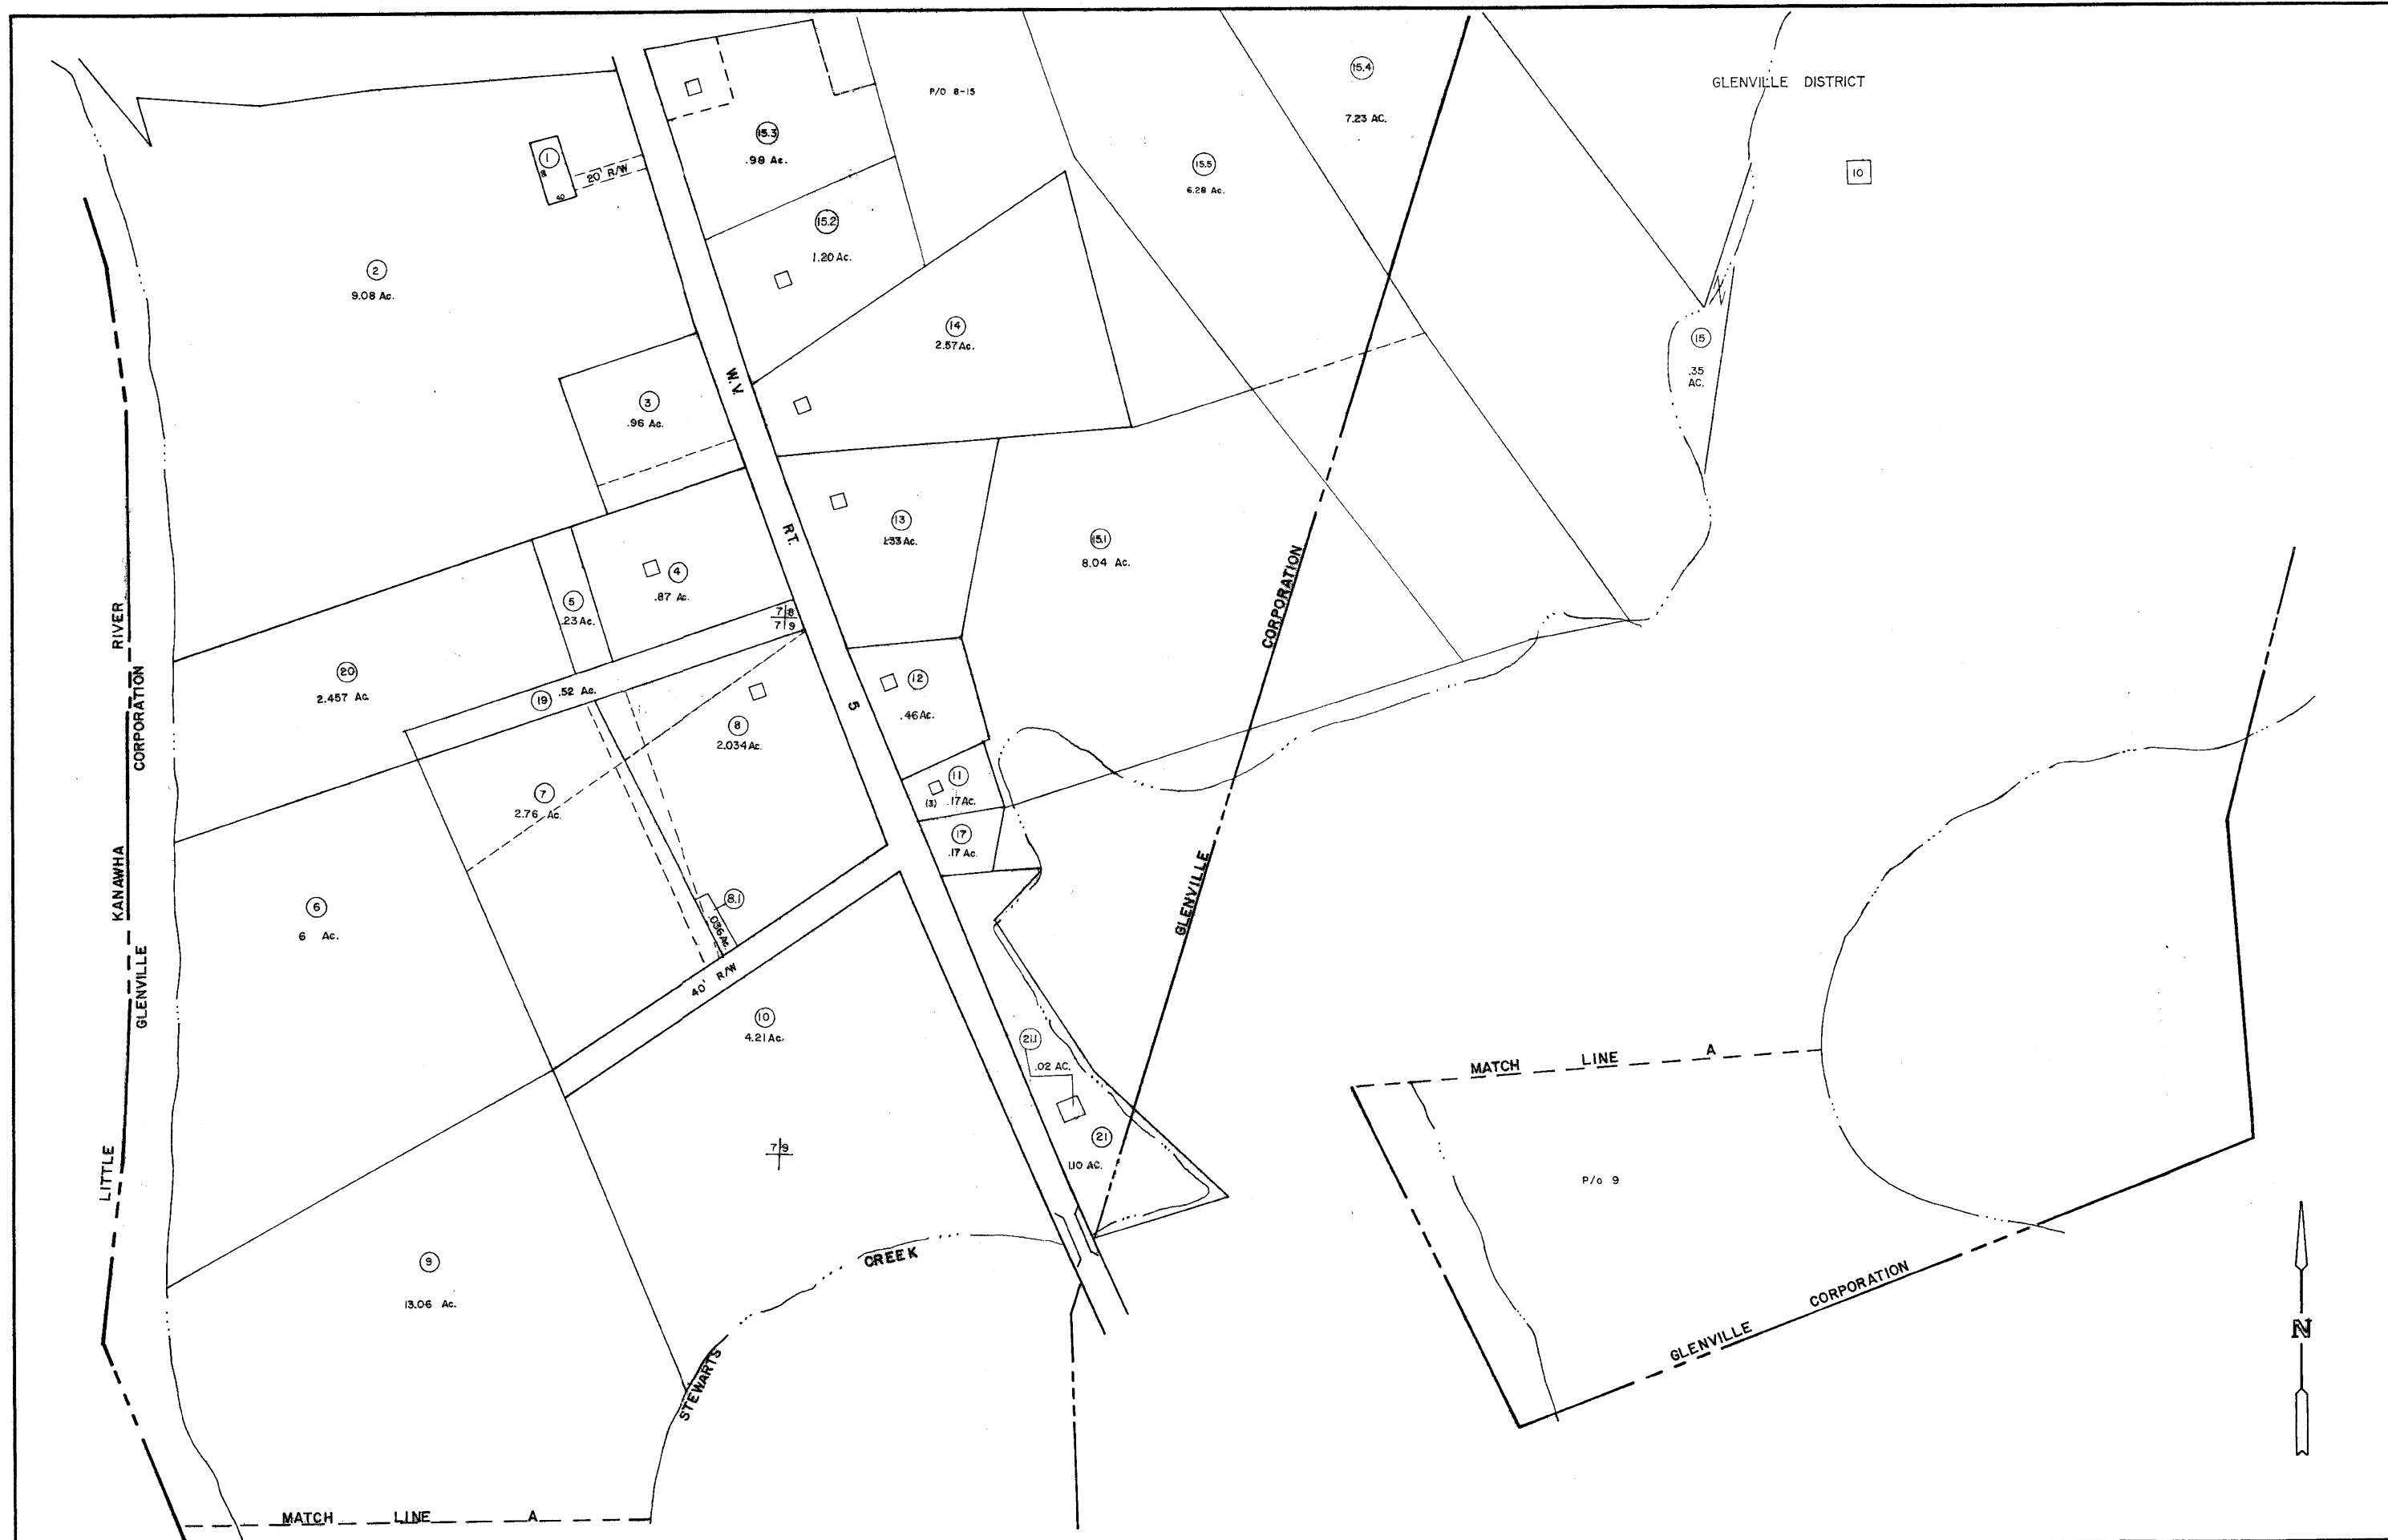 15.4
7.23 AC.
GLENVILLE DISTRICT
P/O 8-15
15.3
.98 Ac.
1
40
20' R/W
15.5
6.28 Ac.
10
15.2
1.20 Ac.
2
9.08 Ac.
14
2.57 Ac.
15
.35
AC.
3
.96 Ac.
W.V. RT. 5
13
1.33 Ac.
15.1
8.04 Ac.
4
.87 Ac.
5
.23 Ac.
7 8
7 9
20
2.457 Ac.
19
.52 Ac.
12
.46 Ac.
8
2.034 Ac.
7
2.76 Ac.
11
(3) .17 Ac.
17
.17 Ac.
8.1
.036 Ac.
6
6 Ac.
40' R/W
10
4.21 Ac.
21.1
.02 AC.
21
1.10 AC.
7 9
9
13.06 Ac.
LITTLE KANAWHA RIVER
GLENVILLE CORPORATION
GLENVILLE CORPORATION
STEWARTS CREEK
MATCH LINE A
MATCH LINE A
P/o 9
GLENVILLE CORPORATION
N